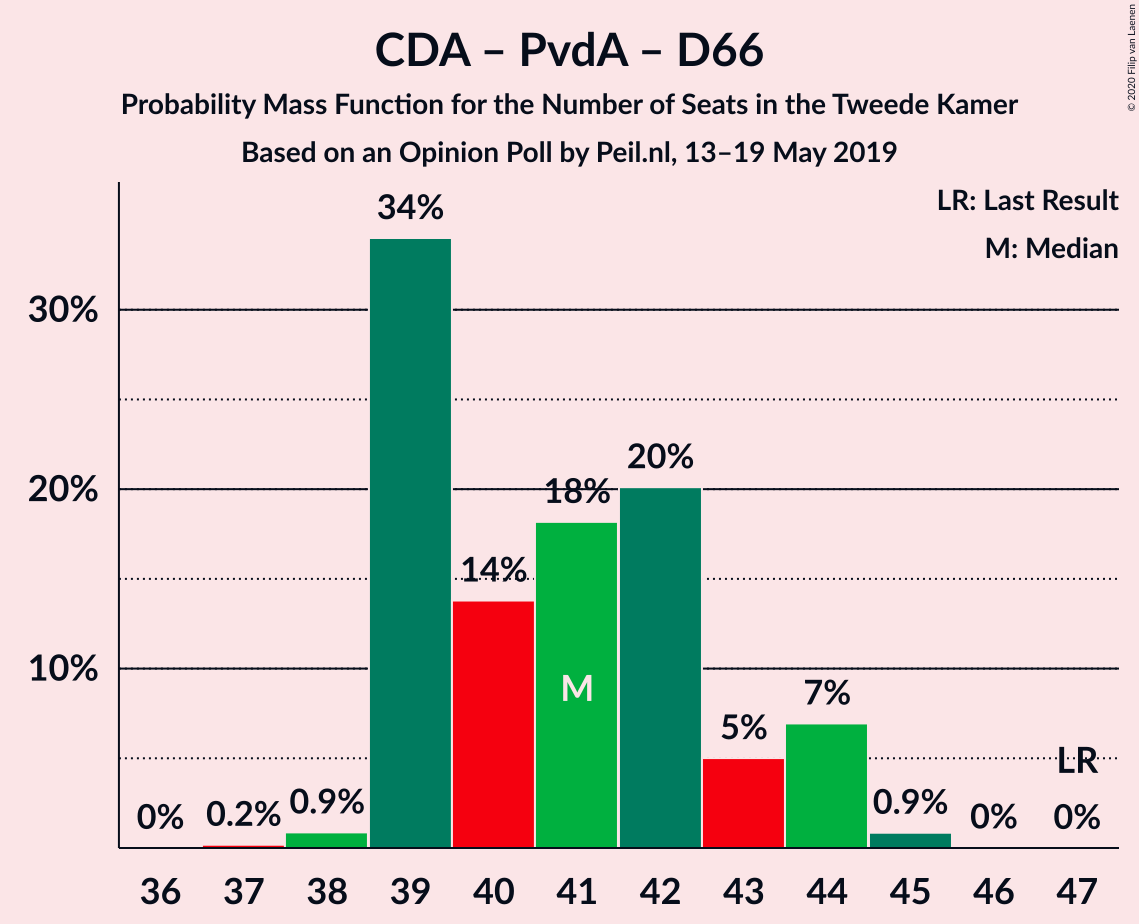 CDA – PvdA – D66
Probability Mass Function for the Number of Seats in the Tweede Kamer
Based on an Opinion Poll by Peil.nl, 13–19 May 2019
© 2020 Filip van Laenen
LR: Last Result
M: Median
30%
20%
10%
0%
0.2%
0.9%
34%
14%
18%
20%
5%
7%
0.9%
0%
0%
M
LR
36 37 38 39 40 41 42 43 44 45 46 47